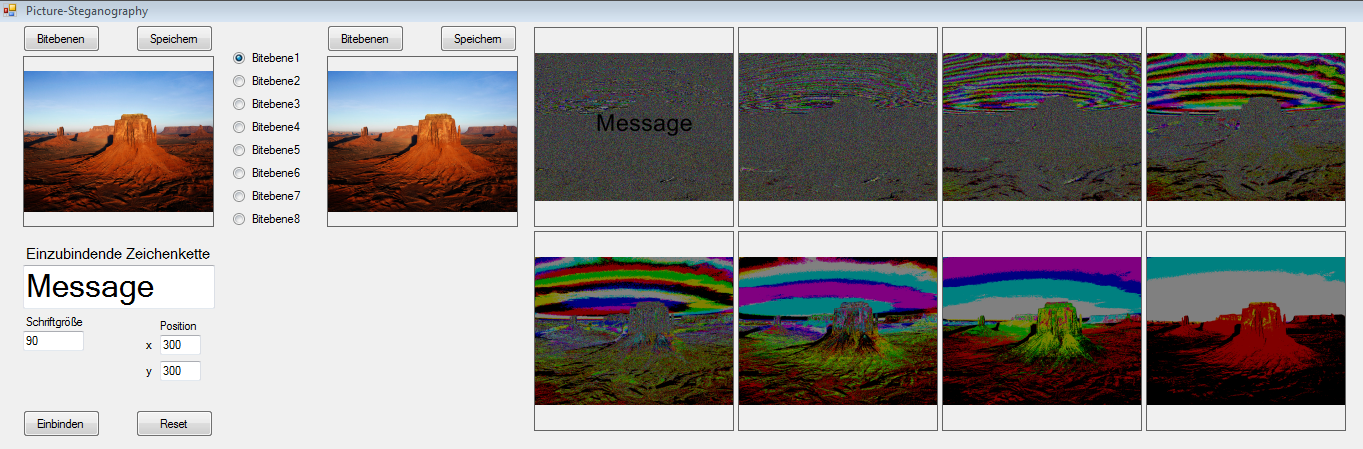 Picture-Steganography
Bitebenen
Speichern
Bitebenen
Speichern
Bitebene1
Bitebene2
Bitebene3
Bitebene4
Bitebene5
Bitebene6
Bitebene7
Bitebene8
Message
Einzubindende Zeichenkette
Message
Schriftgröße
90
Position
x 300
y 300
Einbinden
Reset